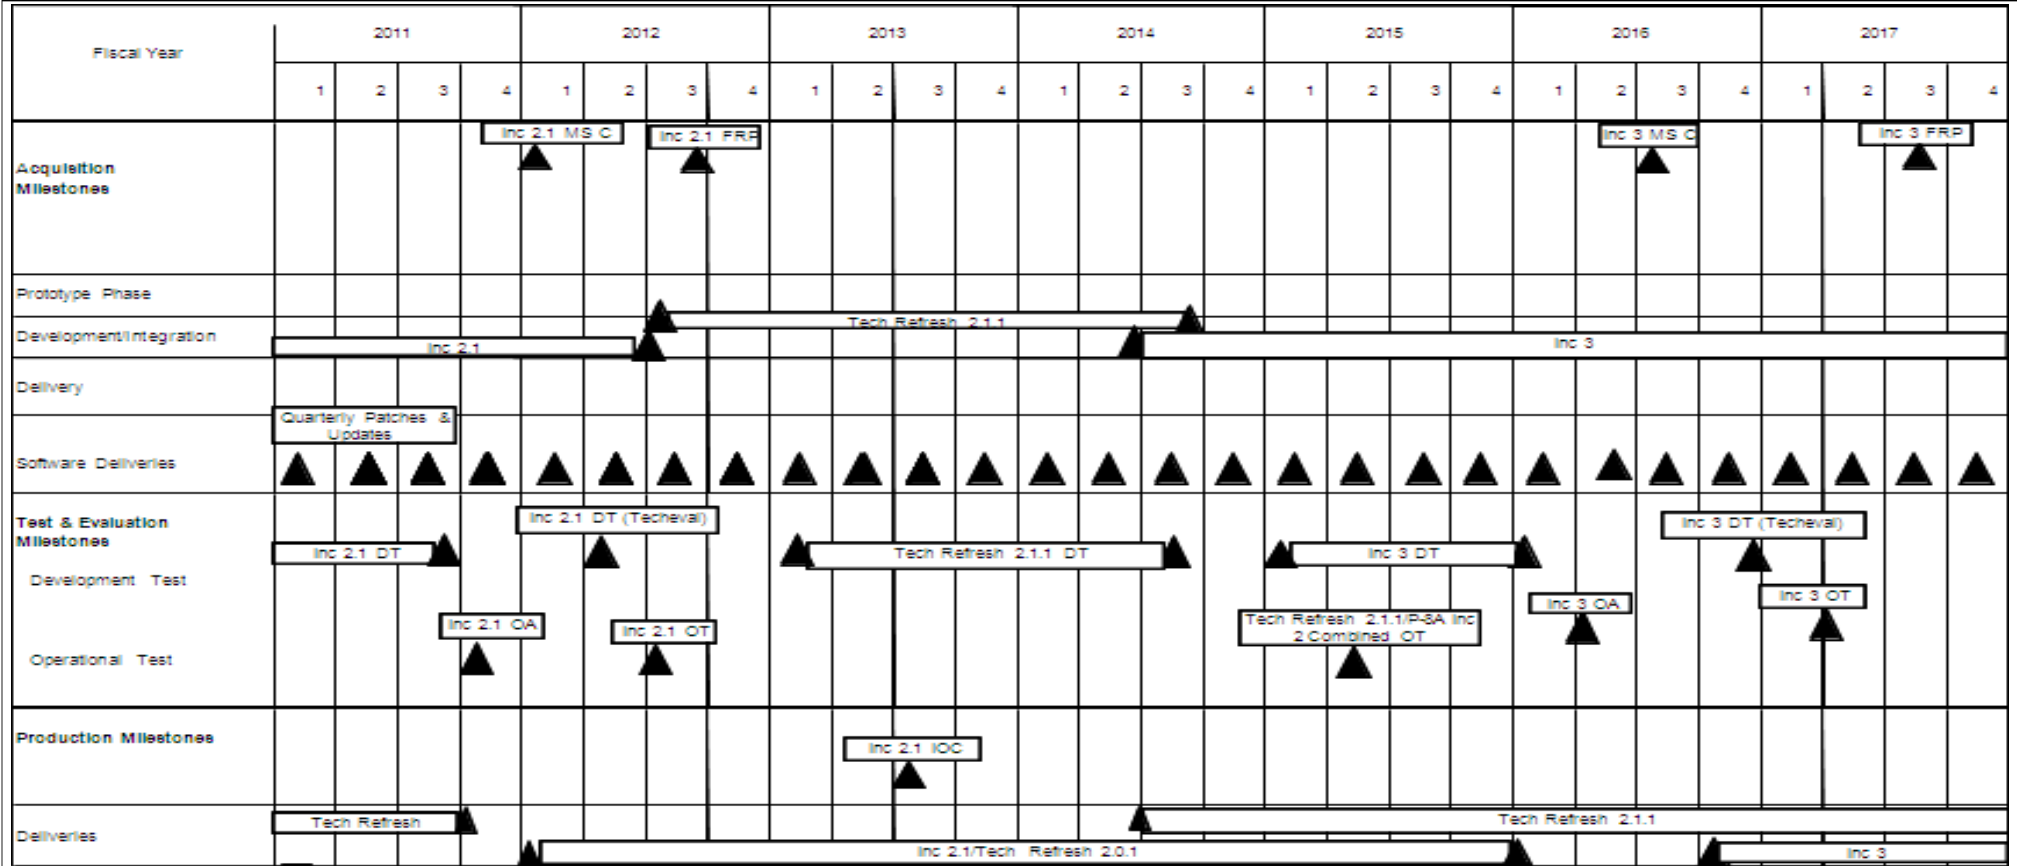 Fiscal Year
2011 2012 2013 2014 2015 2016 2017
1 2 3 4 1 2 3 4 1 2 3 4 1 2 3 4 1 2 3 4 1 2 3 4 1 2 3 4
Inc 2.1 MS C
Inc 2.1 FRP
Inc 3 MS C
Inc 3 FRP
Acquisition
Milestones
Prototype Phase
Tech Refresh 2.1.1
Development/Integration
Inc 2.1
Inc 3
Delivery
Quarterly Patches &
Updates
Software Deliveries
Test & Evaluation
Milestones
Inc 2.1 DT (Techeval)
Inc 3 DT (Techeval)
Inc 2.1 DT
Tech Refresh 2.1.1 DT
Inc 3 DT
Development Test
Inc 3 OA
Inc 3 OT
Inc 2.1 OA
Inc 2.1 OT
Tech Refresh 2.1.1/P-8A Inc
2 Combined OT
Operational Test
Production Milestones
Inc 2.1 IOC
Tech Refresh
Tech Refresh 2.1.1
Deliveries
Inc 2.1/Tech Refresh 2.0.1
Inc 3